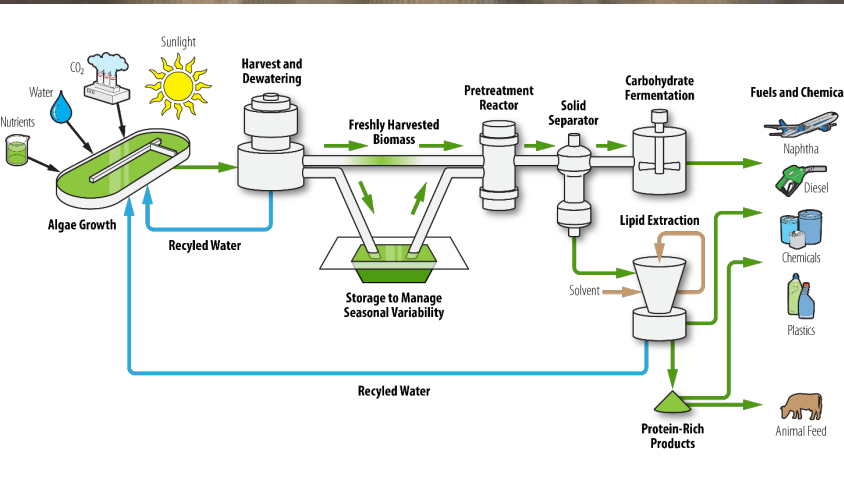 Sunlight
CO2
Water
Nutrients
Algae Growth
Harvest and
Dewatering
Recyled Water
Freshly Harvested
Biomass
Storage to Manage
Seasonal Variability
Pretreatment
Reactor
Solid
Separator
Carbohydrate
Fermentation
Lipid Extraction
Solvent
Recyled Water
Protein-Rich
Products
Fuels and Chemica
Naphtha
Diesel
Chemicals
Plastics
Animal Feed